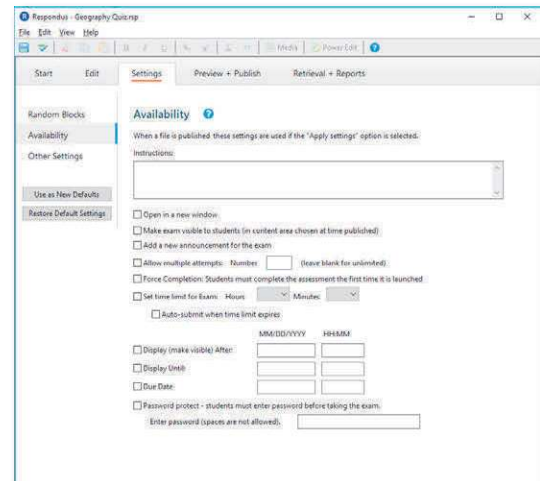 Respondus - Geography Quiz.rsp
File Edit View Help
B I U Media Power Edit
Start Edit Settings Preview + Publish Retrieval + Reports
Random Blocks
Availability
Other Settings
Use as New Defaults
Restore Default Settings
Availability
When a file is published these settings are used if the "Apply settings" option is selected.
Instructions:
Open in a new window
Make exam visible to students (in content area chosen at time published)
Add a new announcement for the exam
Allow multiple attempts: Number (leave blank for unlimited)
Force Completion: Students must complete the assessment the first time it is launched
Set time limit for Exam: Hours Minutes
Auto-submit when time limit expires
MM/DD/YYYY HH:MM
Display (make visible) After:
Display Until:
Due Date
Password protect - students must enter password before taking the exam.
Enter password (spaces are not allowed).